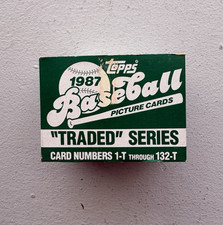 topps
1987
Baseball
PICTURE CARDS
"TRADED" SERIES
CARD NUMBERS 1-T THROUGH 132-T